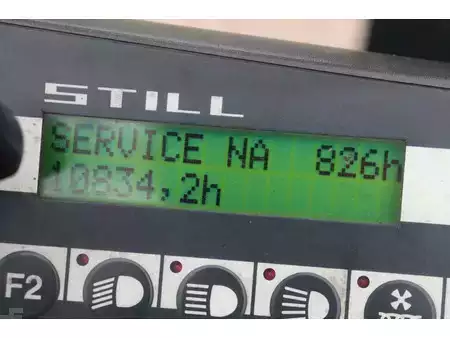 STILL
SERVICE NA 826h
10834,2h
F2